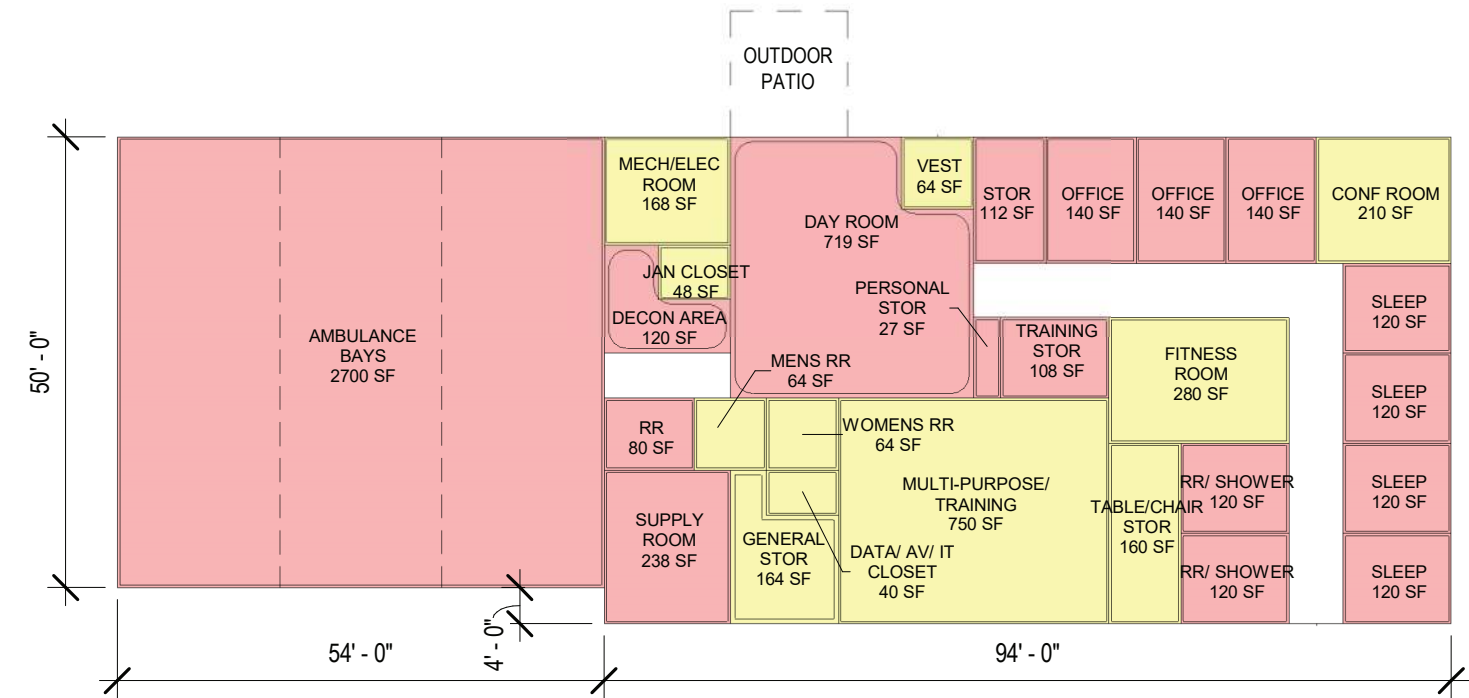 OUTDOOR
PATIO
MECH/ELEC
ROOM
168 SF
VEST
64 SF
STOR
112 SF
OFFICE
140 SF
OFFICE
140 SF
OFFICE
140 SF
CONF ROOM
210 SF
DAY ROOM
719 SF
JAN CLOSET
48 SF
DECON AREA
120 SF
PERSONAL
STOR
27 SF
TRAINING
STOR
108 SF
SLEEP
120 SF
AMBULANCE
BAYS
2700 SF
50' - 0"
MENS RR
64 SF
FITNESS
ROOM
280 SF
SLEEP
120 SF
RR
80 SF
WOMENS RR
64 SF
MULTI-PURPOSE/
TRAINING
750 SF
TABLE/CHAIR
STOR
160 SF
RR/ SHOWER
120 SF
SLEEP
120 SF
SUPPLY
ROOM
238 SF
GENERAL
STOR
164 SF
DATA/ AV/ IT
CLOSET
40 SF
RR/ SHOWER
120 SF
SLEEP
120 SF
54' - 0"
4' - 0"
94' - 0"